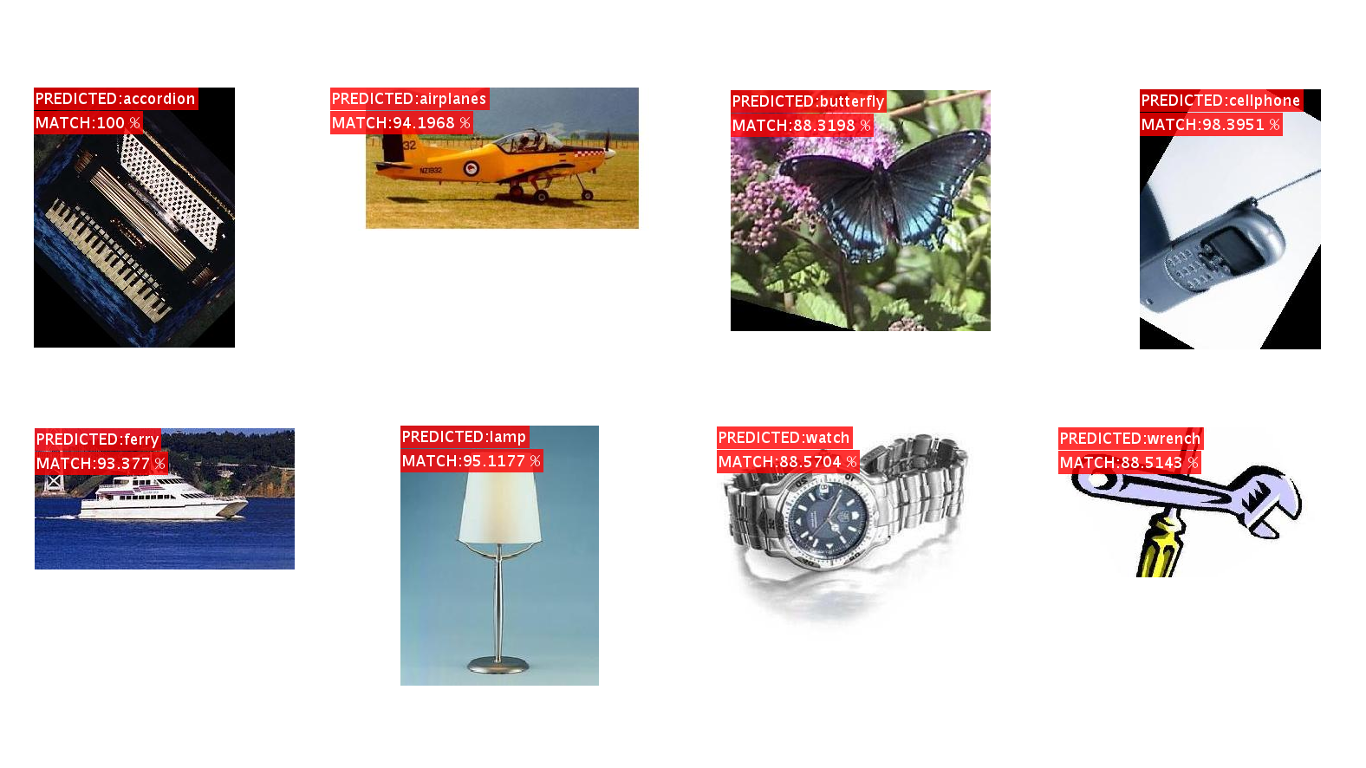 PREDICTED:accordion
MATCH:100 %
PREDICTED:airplanes
MATCH:94.1968 %
32
NZ1932
PREDICTED:butterfly
MATCH:88.3198 %
PREDICTED:cellphone
MATCH:98.3951 %
PREDICTED:ferry
MATCH:93.377 %
PREDICTED:lamp
MATCH:95.1177 %
PREDICTED:watch
MATCH:88.5704 %
PREDICTED:wrench
MATCH:88.5143 %